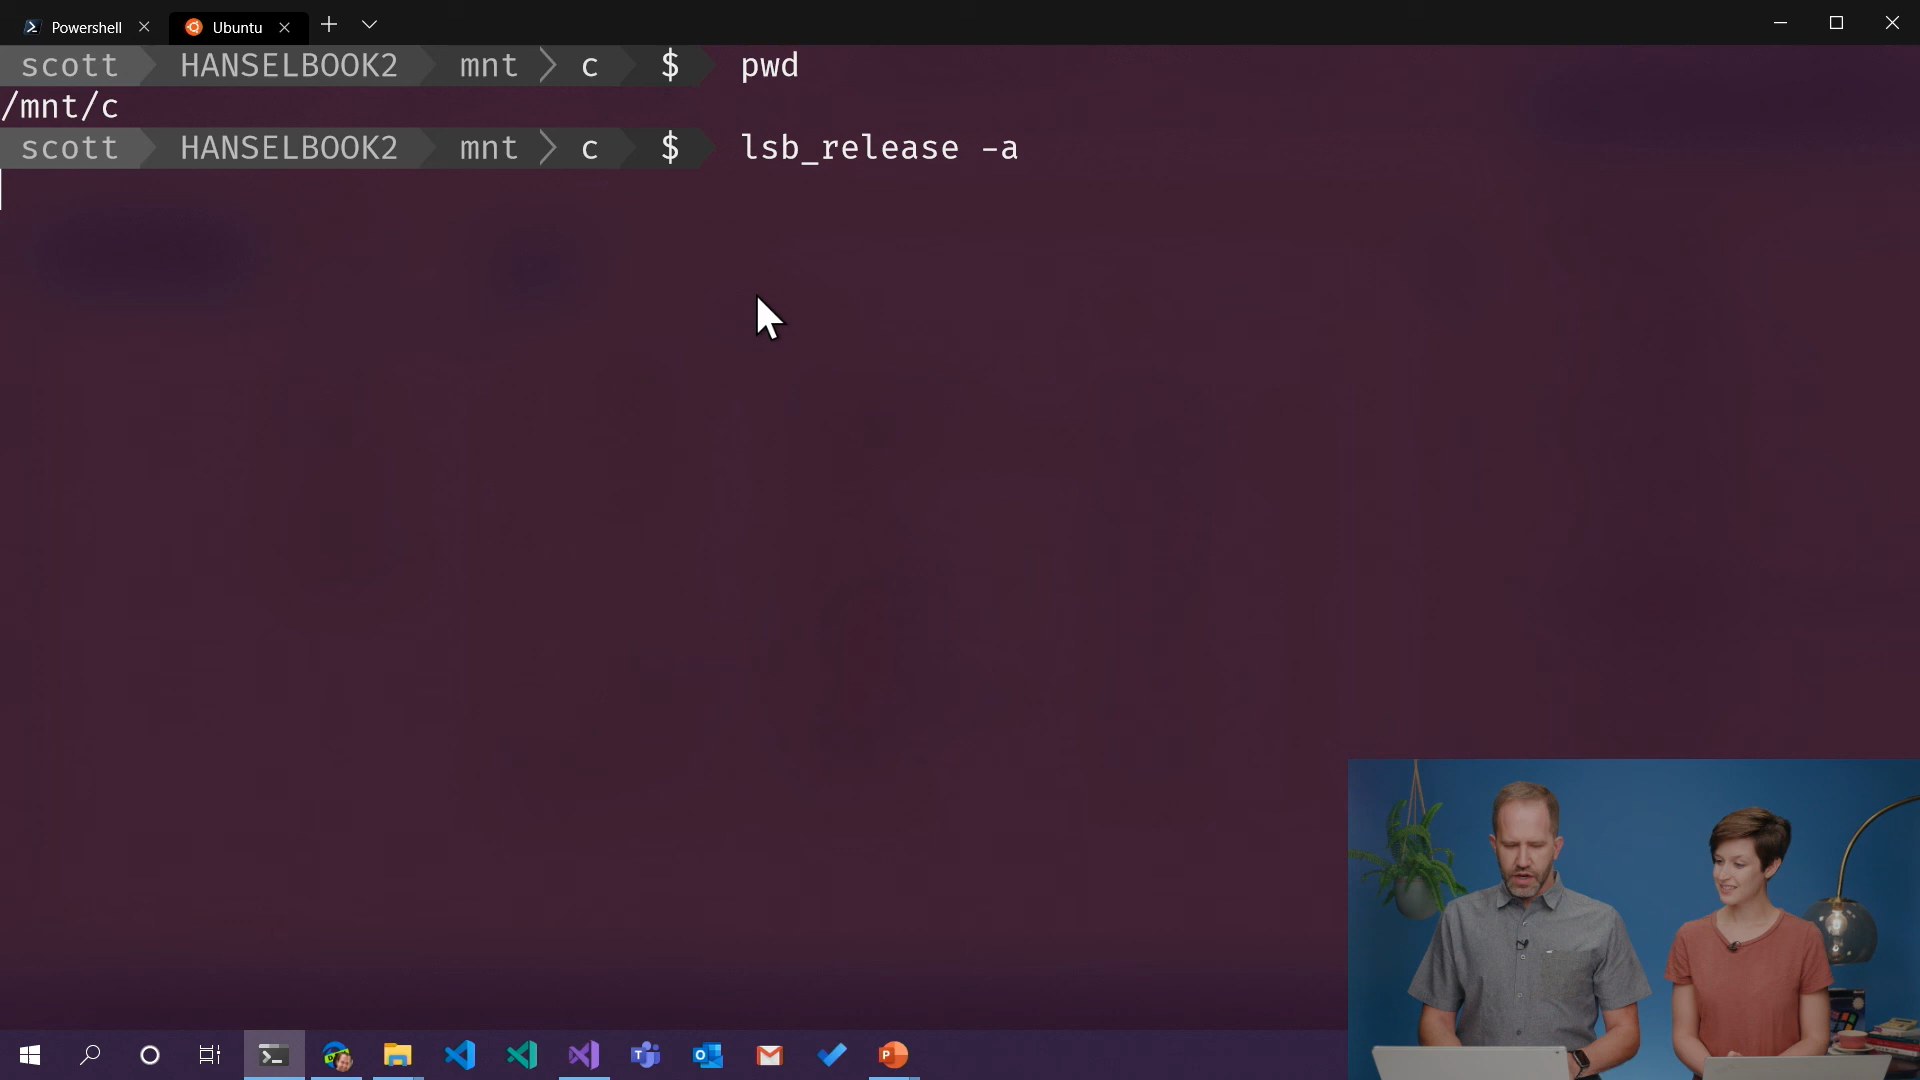 Powershell
Ubuntu
scott HANSELBOOK2 mnt c $ pwd
/mnt/c
scott HANSELBOOK2 mnt c $ lsb_release -a